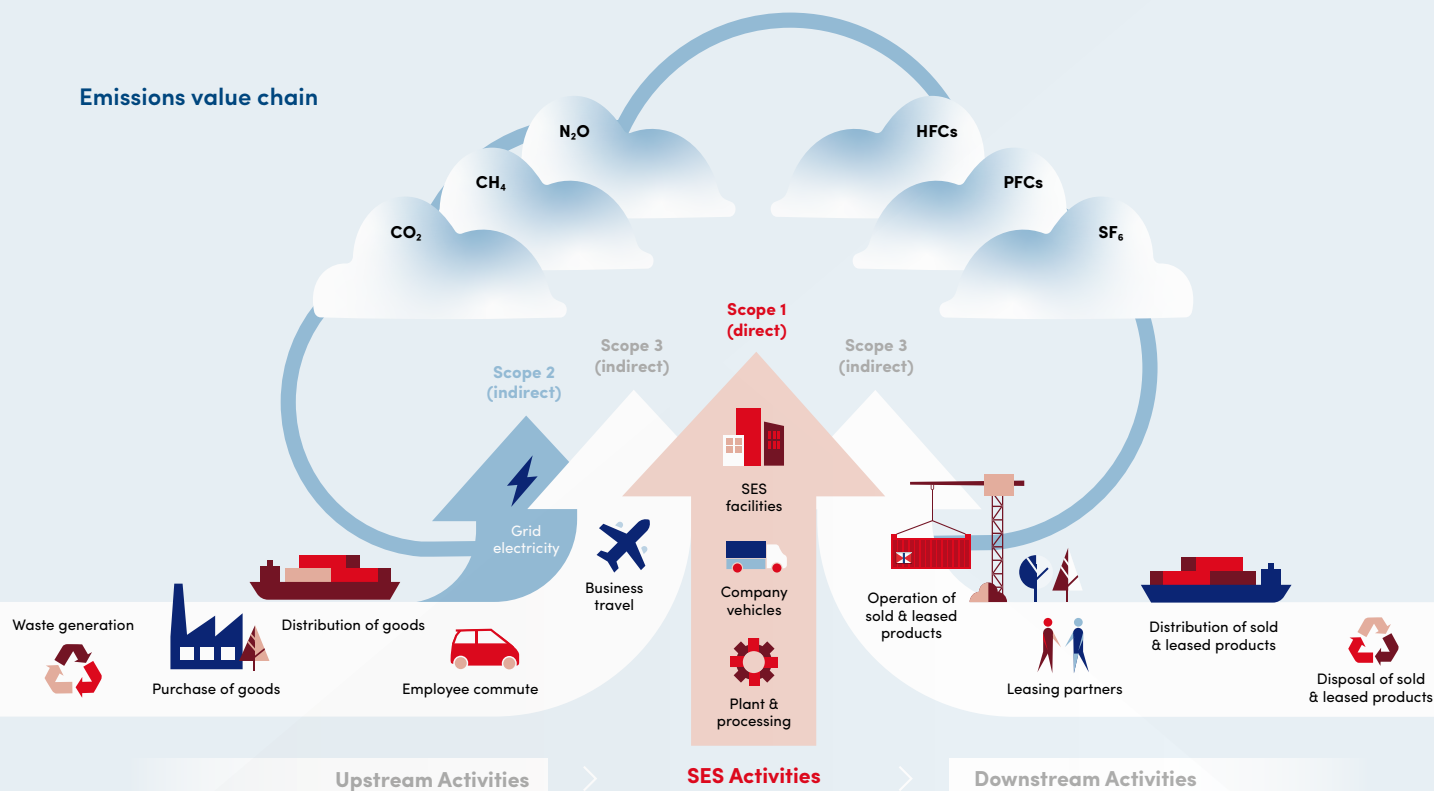 Emissions value chain
N₂O
CH₄
CO₂
HFCs
PFCs
SF₆
Scope 1
(direct)
Scope 3
(indirect)
Scope 2
(indirect)
Scope 3
(indirect)
Grid
electricity
Business
travel
SES
facilities
Company
vehicles
Plant &
processing
Waste generation
Purchase of goods
Distribution of goods
Employee commute
Operation of
sold & leased
products
Leasing partners
Distribution of sold
& leased products
Disposal of sold
& leased products
Upstream Activities
SES Activities
Downstream Activities